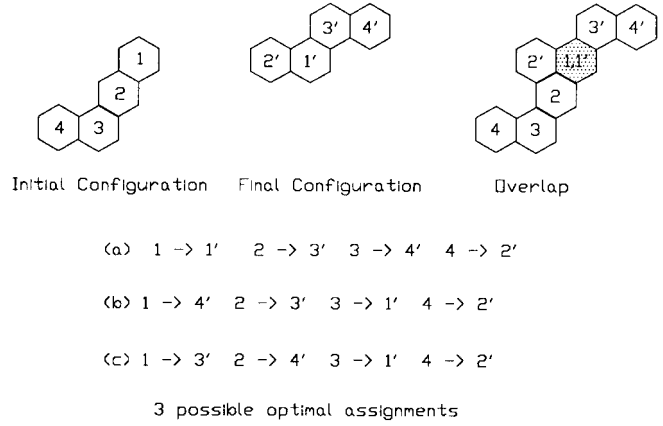 3' 4'
2' 1'
1
2
4 3
3' 4'
2' 1,1'
2
4 3
Initial Configuration Final Configuration Overlap
(a) 1 -> 1' 2 -> 3' 3 -> 4' 4 -> 2'
(b) 1 -> 4' 2 -> 3' 3 -> 1' 4 -> 2'
(c) 1 -> 3' 2 -> 4' 3 -> 1' 4 -> 2'
3 possible optimal assignments